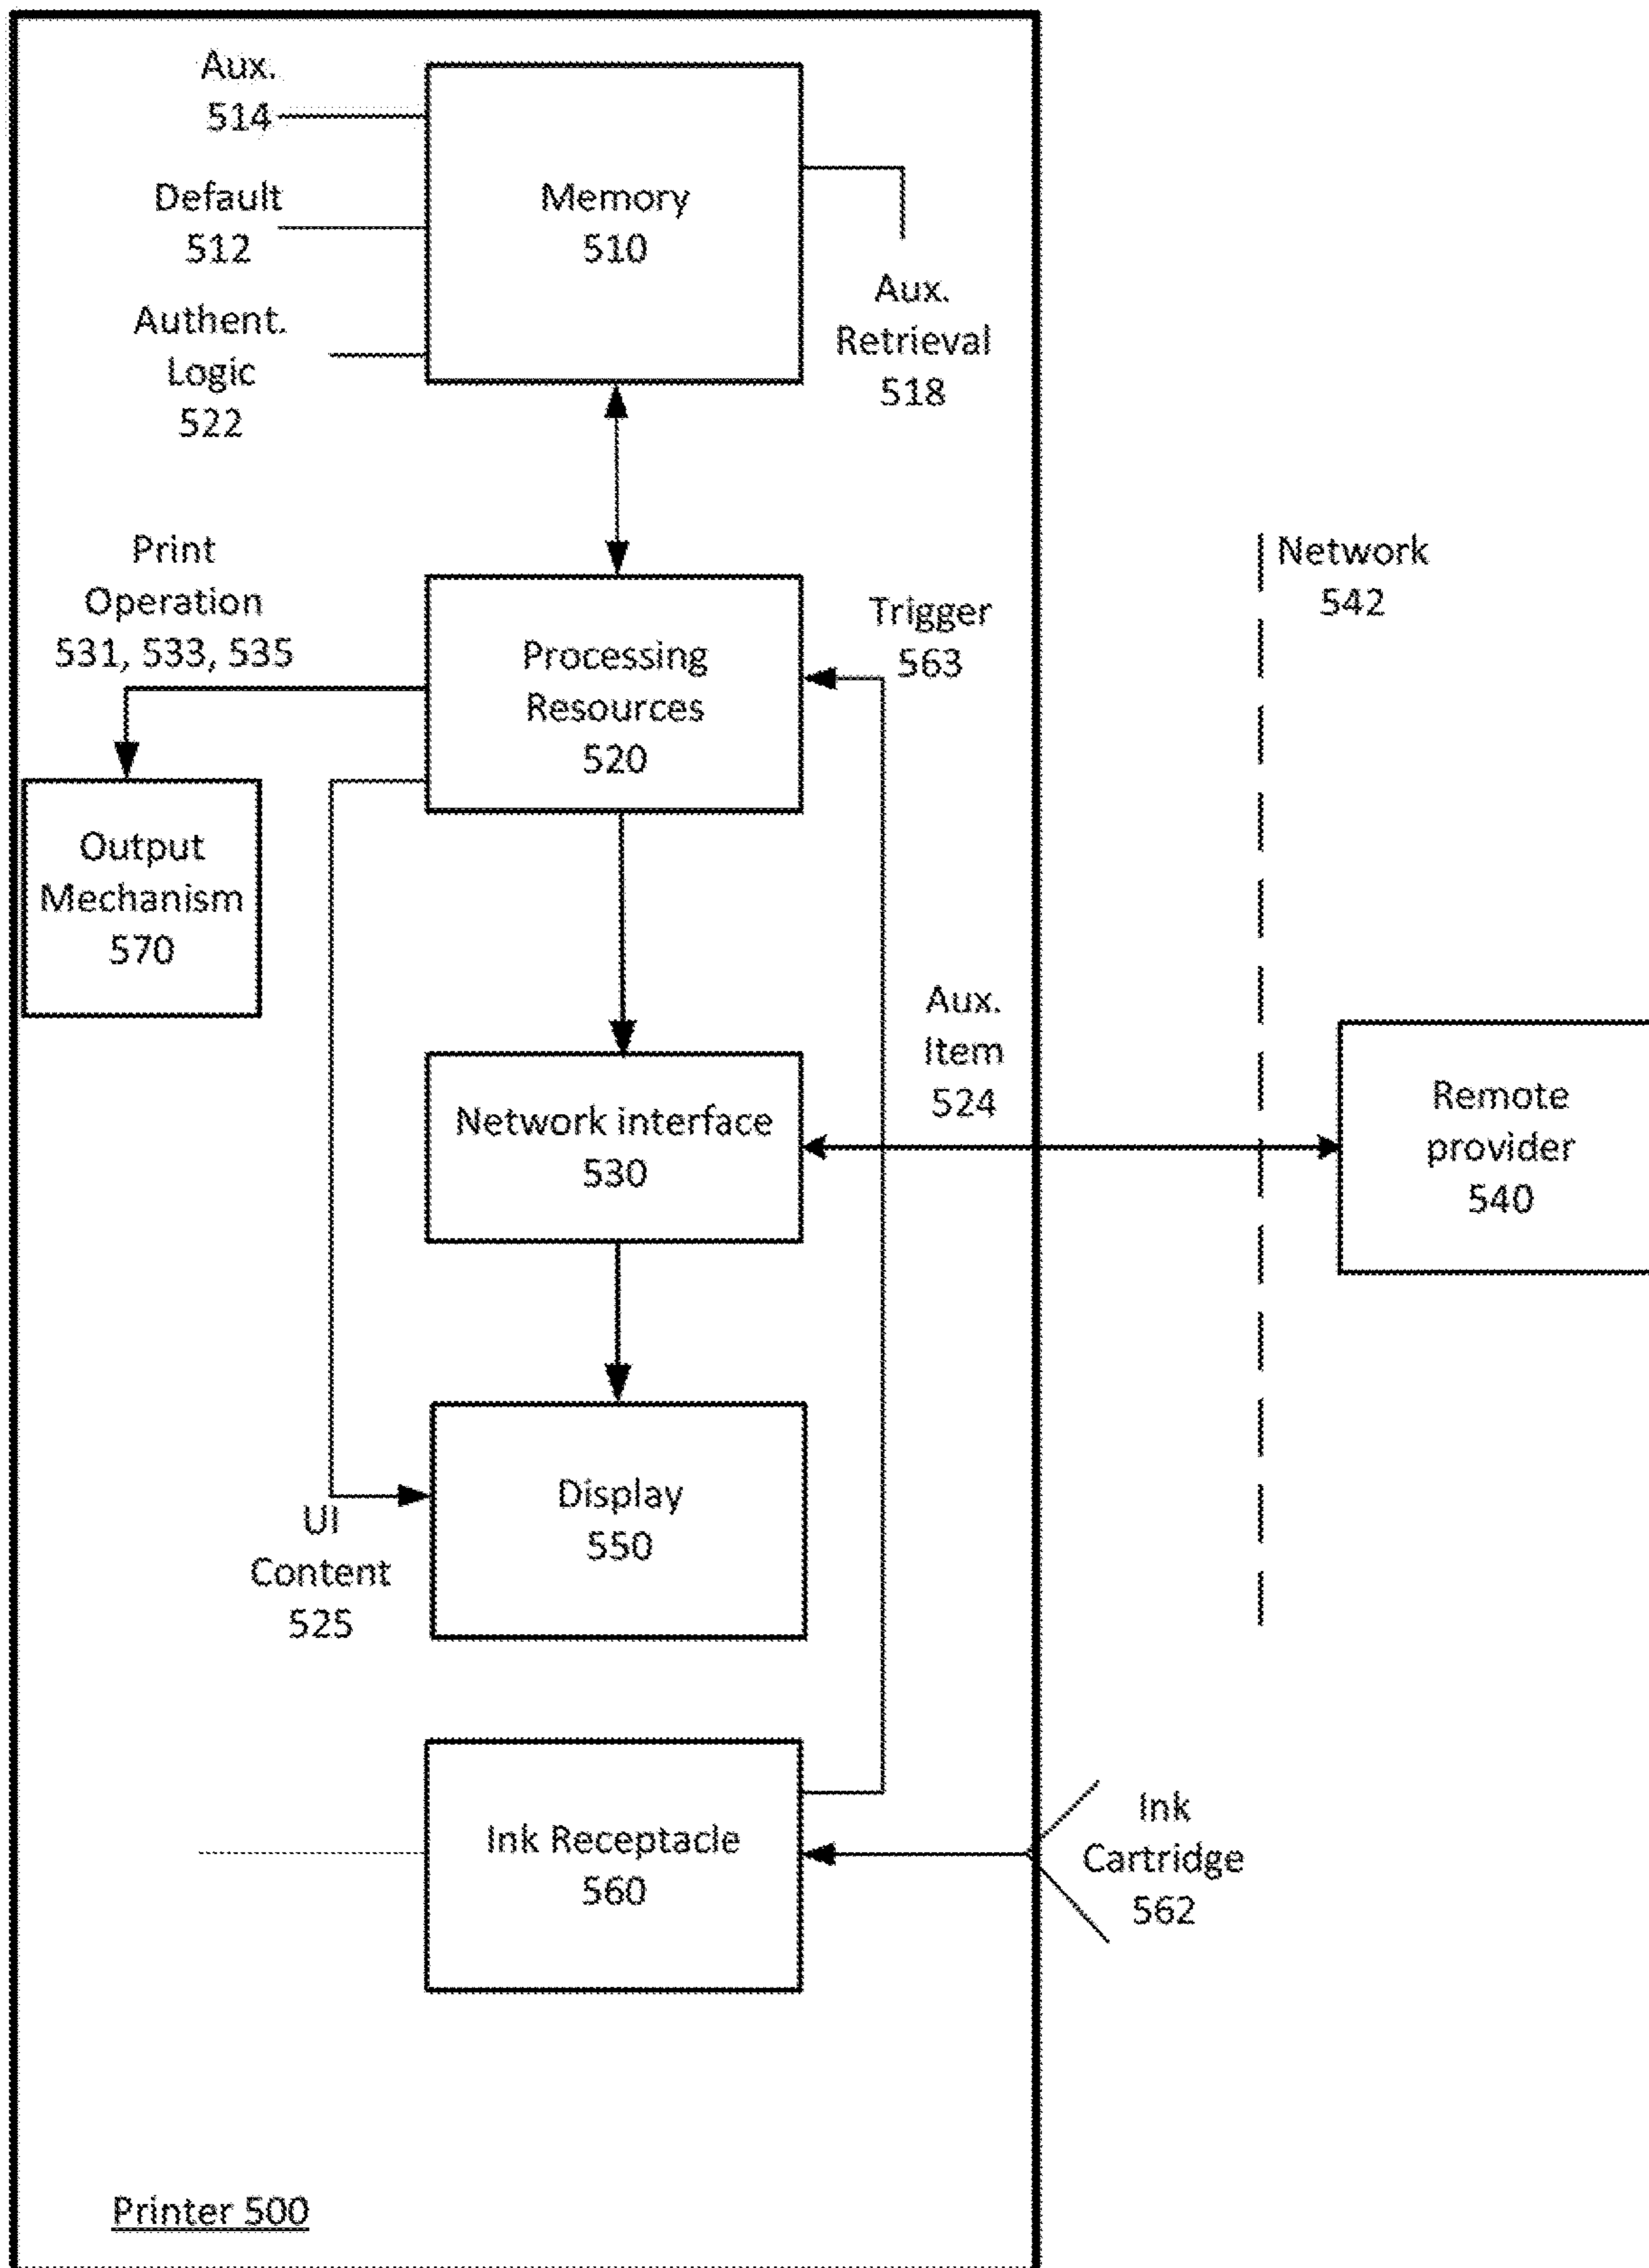 Aux.
514
Default
512
Authent.
Logic
522
Memory
510
Aux.
Retrieval
518
Print
Operation
531, 533, 535
Processing
Resources
520
Trigger
563
Network
542
Output
Mechanism
570
Network interface
530
Aux.
Item
524
Remote
provider
540
Display
550
UI
Content
525
Ink Receptacle
560
Ink
Cartridge
562
Printer 500